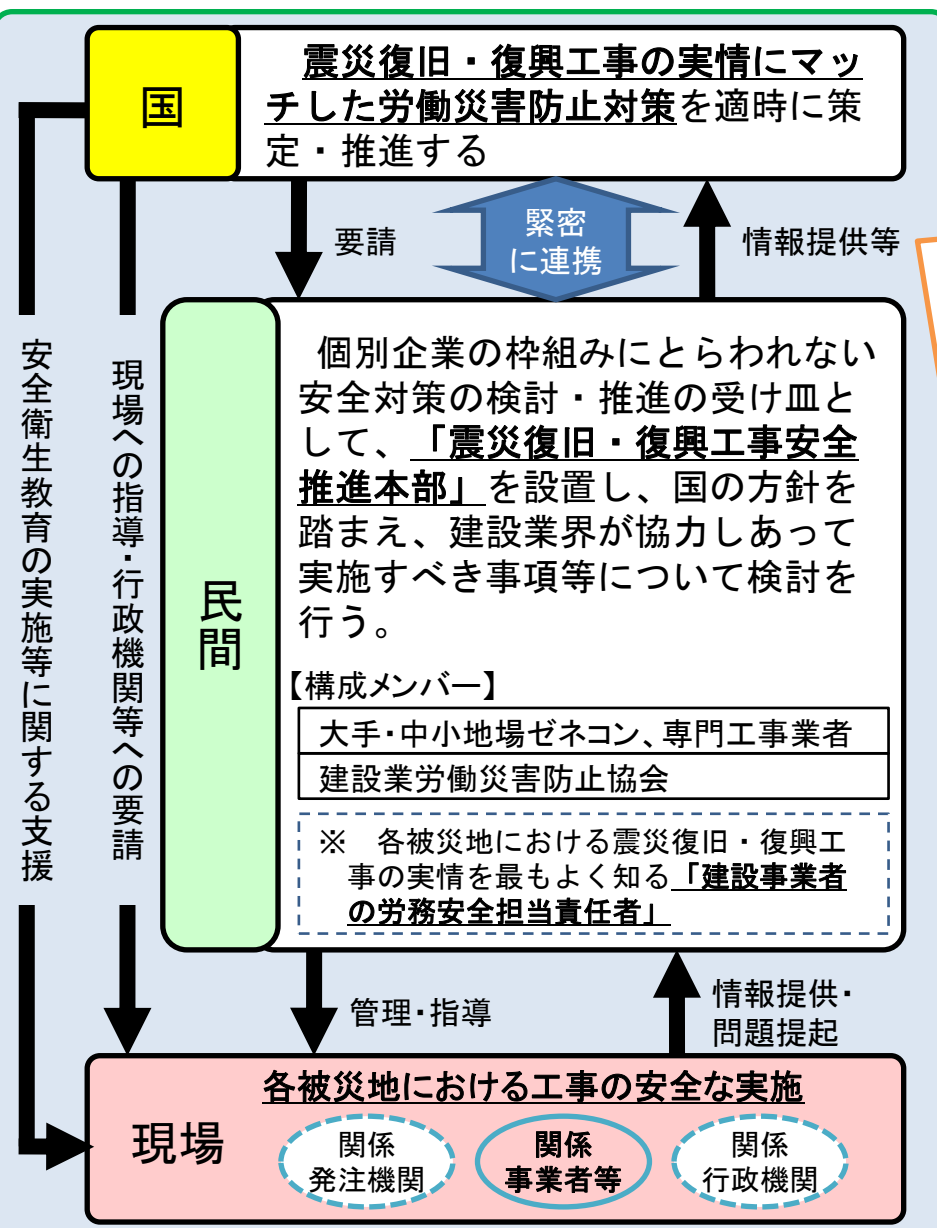 国
震災復旧・復興工事の実情にマッ
チした労働災害防止対策を適時に策
定・推進する
要請
緊密
に連携
情報提供等
安全衛生教育の実施等に関する支援
現場への指導・行政機関等への要請
民間
個別企業の枠組みにとらわれない
安全対策の検討・推進の受け皿と
して、「震災復旧・復興工事安全
推進本部」を設置し、国の方針を
踏まえ、建設業界が協力しあって
実施すべき事項等について検討を
行う。
【構成メンバー】
大手・中小地場ゼネコン、専門工事業者
建設業労働災害防止協会
※　各被災地における震災復旧・復興工
事の実情を最もよく知る「建設事業者
の労務安全担当責任者」
管理・指導
情報提供・
問題提起
現場
各被災地における工事の安全な実施
関係
発注機関
関係
事業者等
関係
行政機関